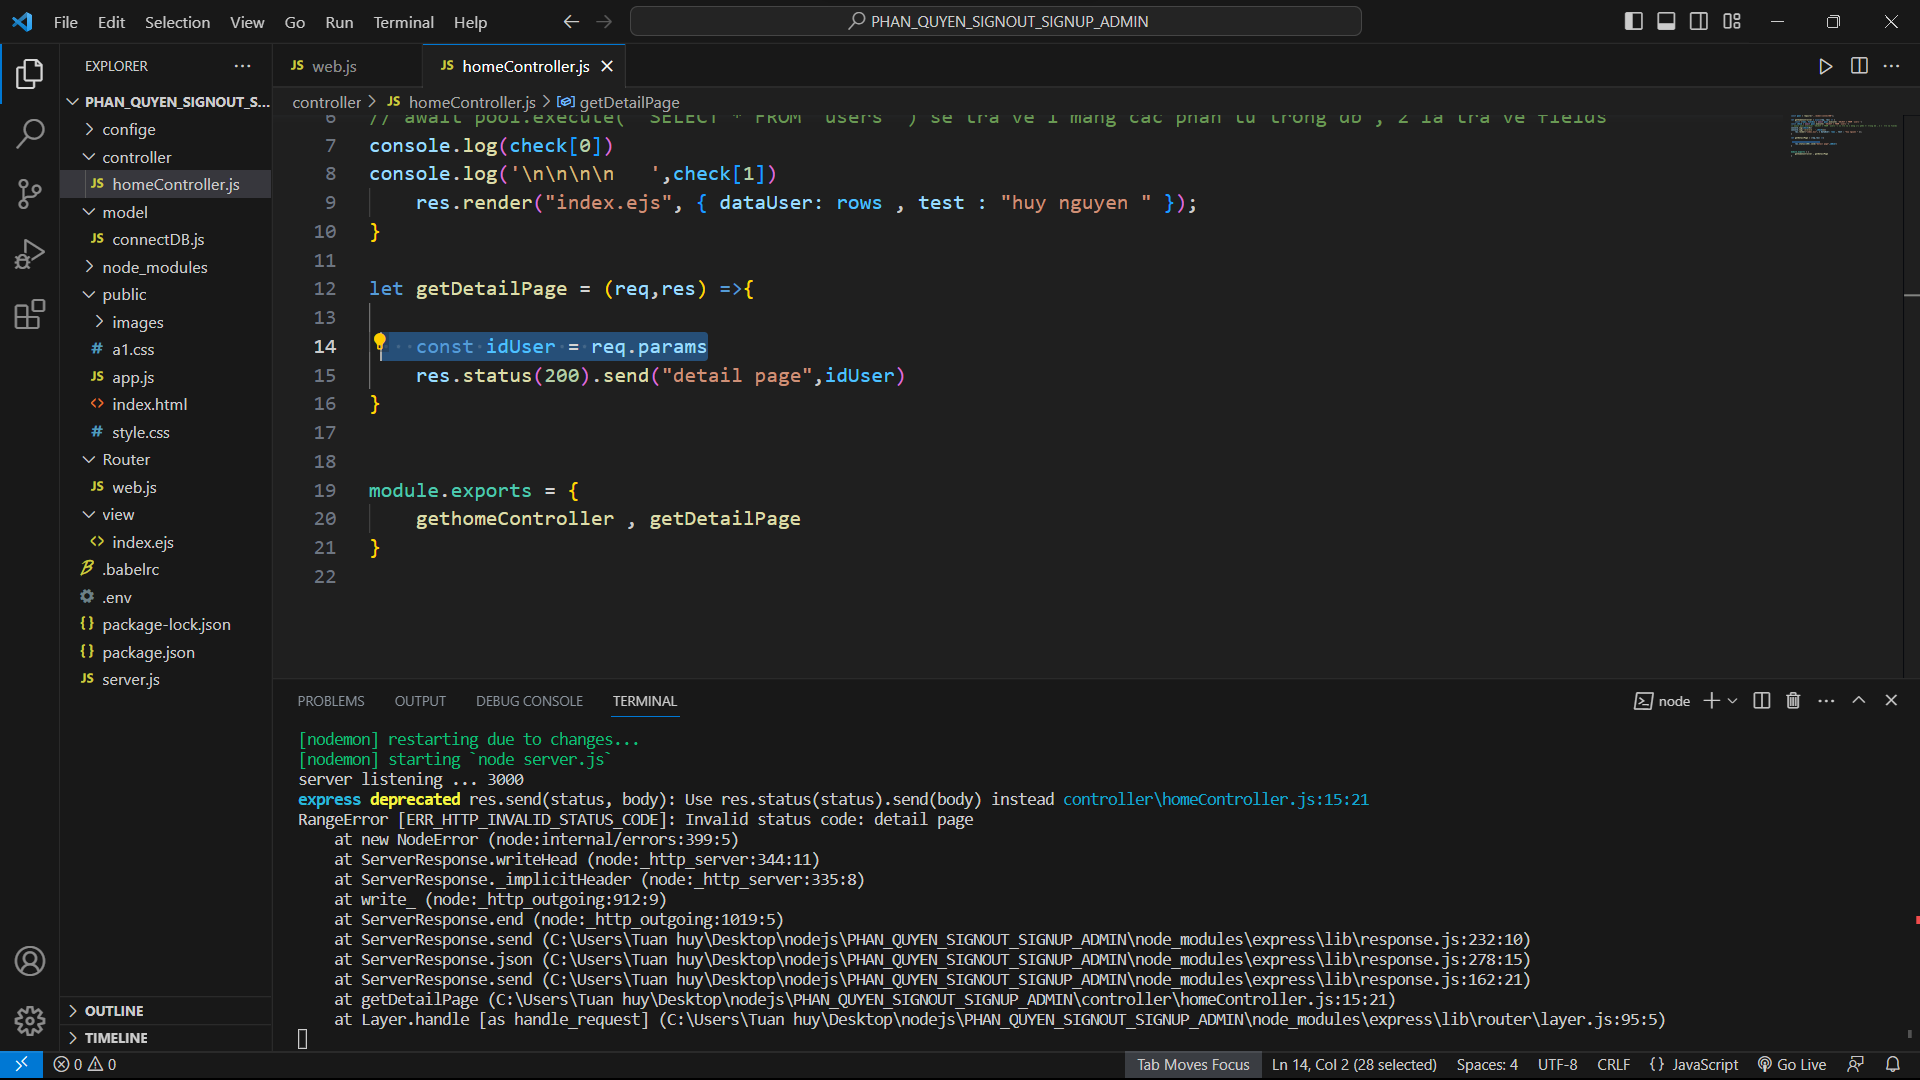 File Edit Selection View Go Run Terminal Help
PHAN_QUYEN_SIGNOUT_SIGNUP_ADMIN
EXPLORER
PHAN_QUYEN_SIGNOUT_S...
confige
controller
JS homeController.js
model
JS connectDB.js
node_modules
public
images
# a1.css
JS app.js
<> index.html
# style.css
Router
JS web.js
view
<> index.ejs
.babelrc
.env
{} package-lock.json
{} package.json
JS server.js
OUTLINE
TIMELINE
JS web.js
JS homeController.js
controller > JS homeController.js > getDetailPage
6 // await pool.execute( SELECT * FROM users ) se tra ve 1 mang cac phan tu trong db , 2 la tra ve fields
7 console.log(check[0])
8 console.log('\n\n\n\n   ',check[1])
9     res.render("index.ejs", { dataUser: rows , test : "huy nguyen " });
10 }
11
12 let getDetailPage = (req,res) =>{
13
14     const idUser = req.params
15     res.status(200).send("detail page",idUser)
16 }
17
18
19 module.exports = {
20     gethomeController , getDetailPage
21 }
22
PROBLEMS OUTPUT DEBUG CONSOLE TERMINAL
node
[nodemon] restarting due to changes...
[nodemon] starting `node server.js`
server listening ... 3000
express deprecated res.send(status, body): Use res.status(status).send(body) instead controller\homeController.js:15:21
RangeError [ERR_HTTP_INVALID_STATUS_CODE]: Invalid status code: detail page
    at new NodeError (node:internal/errors:399:5)
    at ServerResponse.writeHead (node:_http_server:344:11)
    at ServerResponse._implicitHeader (node:_http_server:335:8)
    at write_ (node:_http_outgoing:912:9)
    at ServerResponse.end (node:_http_outgoing:1019:5)
    at ServerResponse.send (C:\Users\Tuan huy\Desktop\nodejs\PHAN_QUYEN_SIGNOUT_SIGNUP_ADMIN\node_modules\express\lib\response.js:232:10)
    at ServerResponse.json (C:\Users\Tuan huy\Desktop\nodejs\PHAN_QUYEN_SIGNOUT_SIGNUP_ADMIN\node_modules\express\lib\response.js:278:15)
    at ServerResponse.send (C:\Users\Tuan huy\Desktop\nodejs\PHAN_QUYEN_SIGNOUT_SIGNUP_ADMIN\node_modules\express\lib\response.js:162:21)
    at getDetailPage (C:\Users\Tuan huy\Desktop\nodejs\PHAN_QUYEN_SIGNOUT_SIGNUP_ADMIN\controller\homeController.js:15:21)
    at Layer.handle [as handle_request] (C:\Users\Tuan huy\Desktop\nodejs\PHAN_QUYEN_SIGNOUT_SIGNUP_ADMIN\node_modules\express\lib\router\layer.js:95:5)
0 0 Tab Moves Focus Ln 14, Col 2 (28 selected) Spaces: 4 UTF-8 CRLF {} JavaScript Go Live